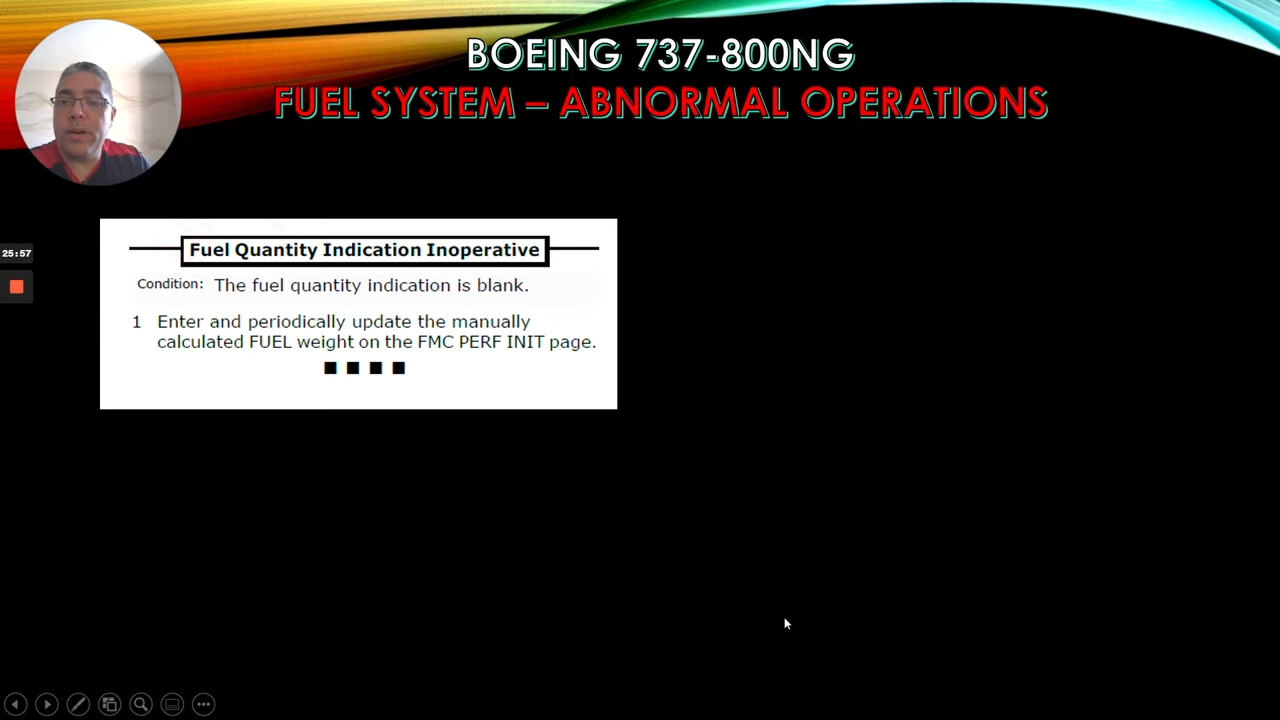 BOEING 737-800NG
FUEL SYSTEM – ABNORMAL OPERATIONS
25:57
Fuel Quantity Indication Inoperative
Condition: The fuel quantity indication is blank.
1 Enter and periodically update the manually
calculated FUEL weight on the FMC PERF INIT page.